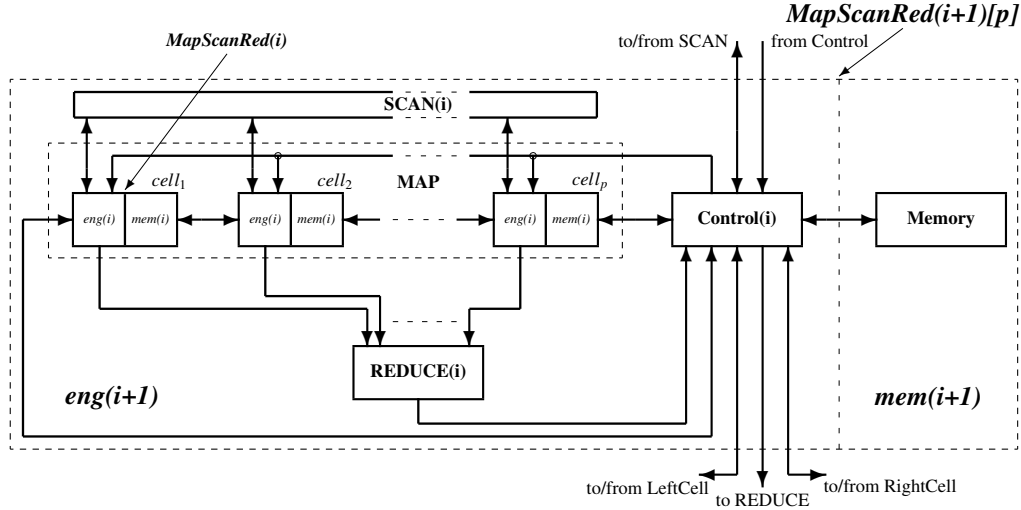 MapScanRed(i+1)[p]
MapScanRed(i)
to/from SCAN
from Control
SCAN(i)
cell1
cell2
MAP
cellp
eng(i)
mem(i)
eng(i)
mem(i)
eng(i)
mem(i)
Control(i)
Memory
REDUCE(i)
eng(i+1)
mem(i+1)
to/from LeftCell
to REDUCE
to/from RightCell